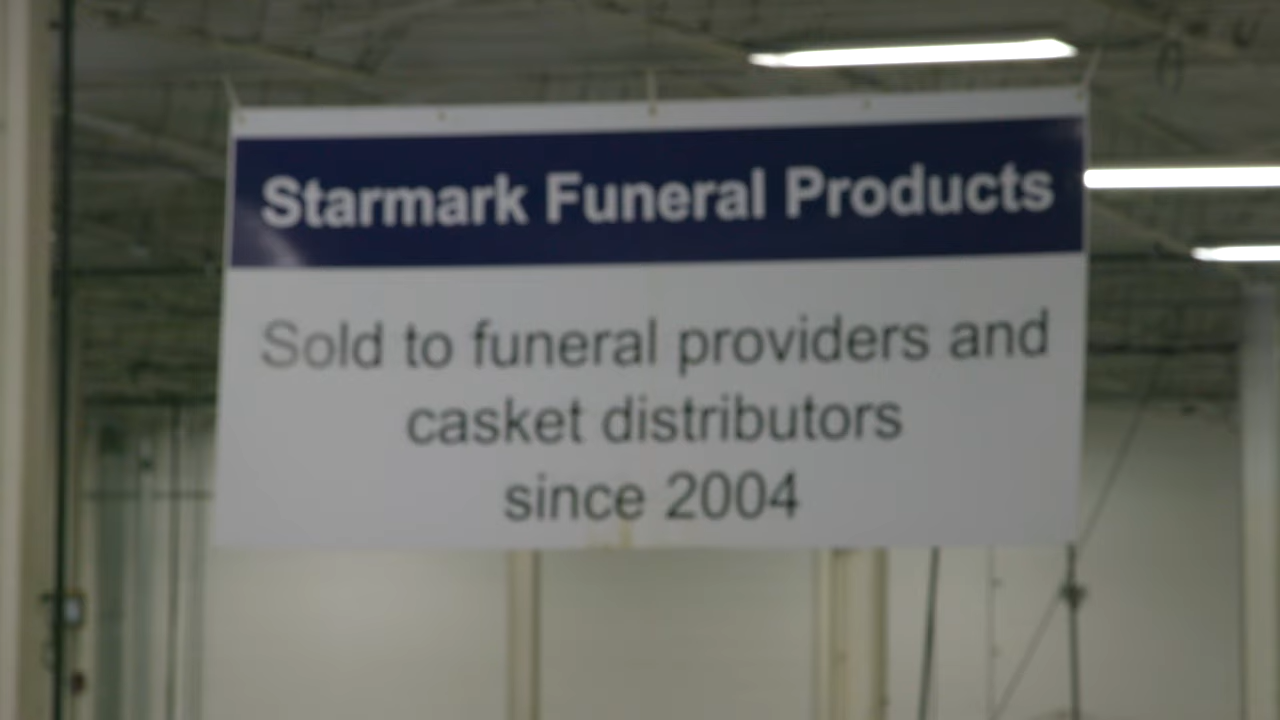 Starmark Funeral Products
Sold to funeral providers and
casket distributors
since 2004